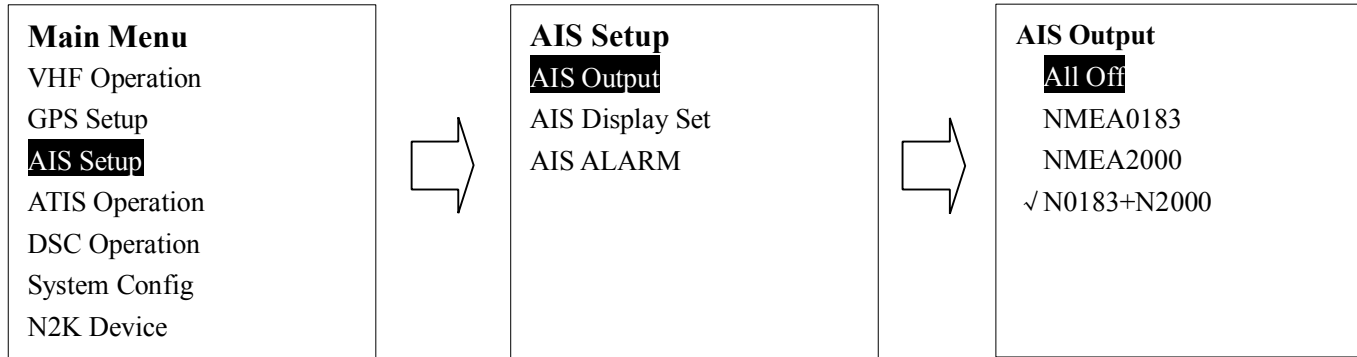 Main Menu
VHF Operation
GPS Setup
AIS Setup
ATIS Operation
DSC Operation
System Config
N2K Device
AIS Setup
AIS Output
AIS Display Set
AIS ALARM
AIS Output
All Off
NMEA0183
NMEA2000
√ N0183+N2000